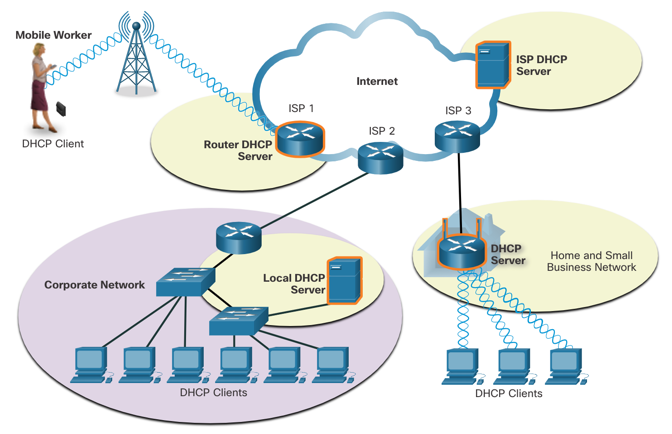 Mobile Worker
DHCP Client
Internet
ISP DHCP
Server
ISP 1
ISP 2
ISP 3
Router DHCP
Server
Corporate Network
Local DHCP
Server
DHCP Clients
DHCP
Server
Home and Small
Business Network
DHCP Clients